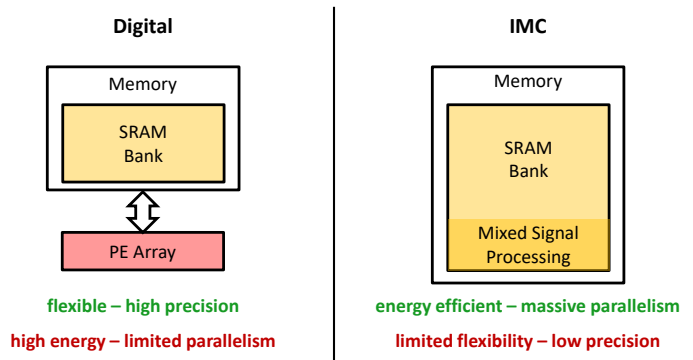 Digital
Memory
SRAM
Bank
PE Array
flexible – high precision
high energy – limited parallelism
IMC
Memory
SRAM
Bank
Mixed Signal
Processing
energy efficient – massive parallelism
limited flexibility – low precision